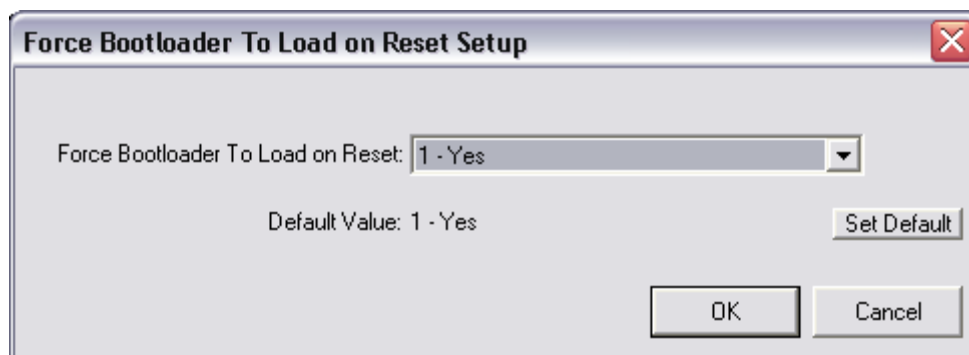 Force Bootloader To Load on Reset Setup
Force Bootloader To Load on Reset: 1 - Yes
Default Value: 1 - Yes
Set Default
OK
Cancel